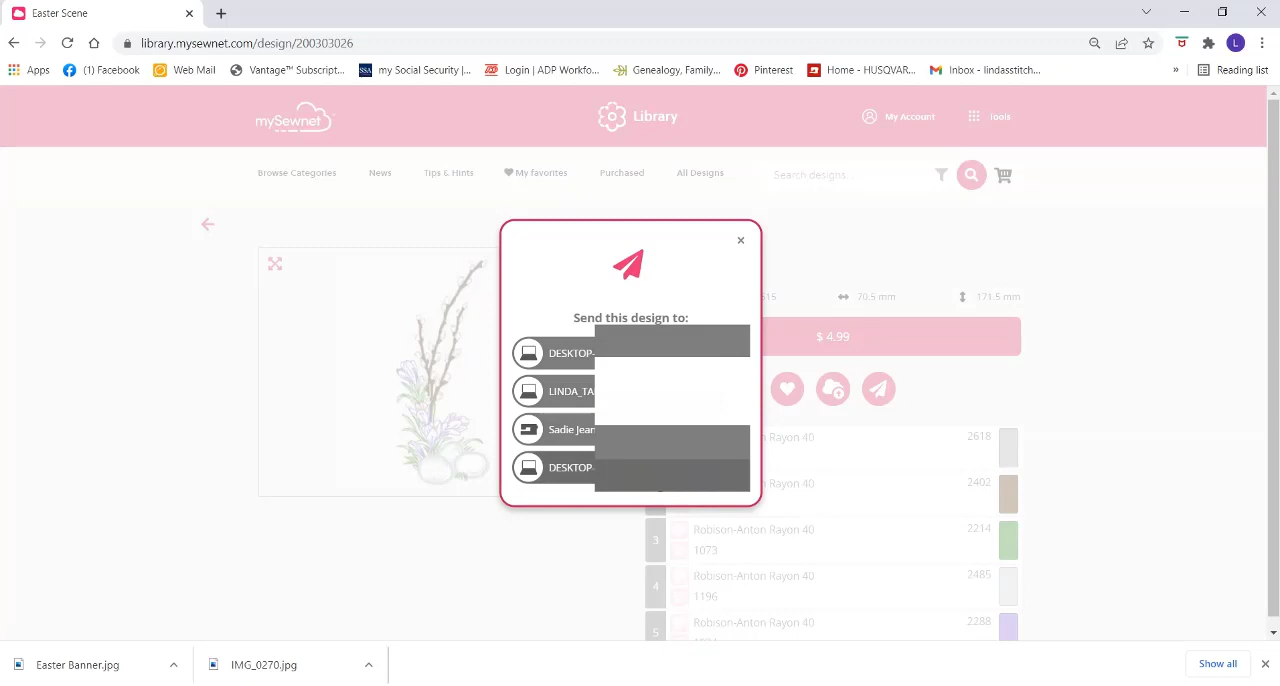 Easter Scene
library.mysewnet.com/design/200303026
L
Apps
(1) Facebook
Web Mail
Vantage™ Subscript...
SSA
my Social Security |...
Login | ADP Workfo...
Genealogy, Family...
Pinterest
Home - HUSQVAR...
Inbox - lindasstitch...
»
Reading list
mySewnet
Library
My Account
Tools
Browse Categories
News
Tips & Hints
My favorites
Purchased
All Designs
Search designs...
Send this design to:
DESKTOP-
LINDA_TA
Sadie Jean
DESKTOP-
70.5 mm
171.5 mm
$ 4.99
n Rayon 40
2618
n Rayon 40
2402
3
Robison-Anton Rayon 40
2214
1073
4
Robison-Anton Rayon 40
2485
1196
5
Robison-Anton Rayon 40
2288
Easter Banner.jpg
IMG_0270.jpg
Show all